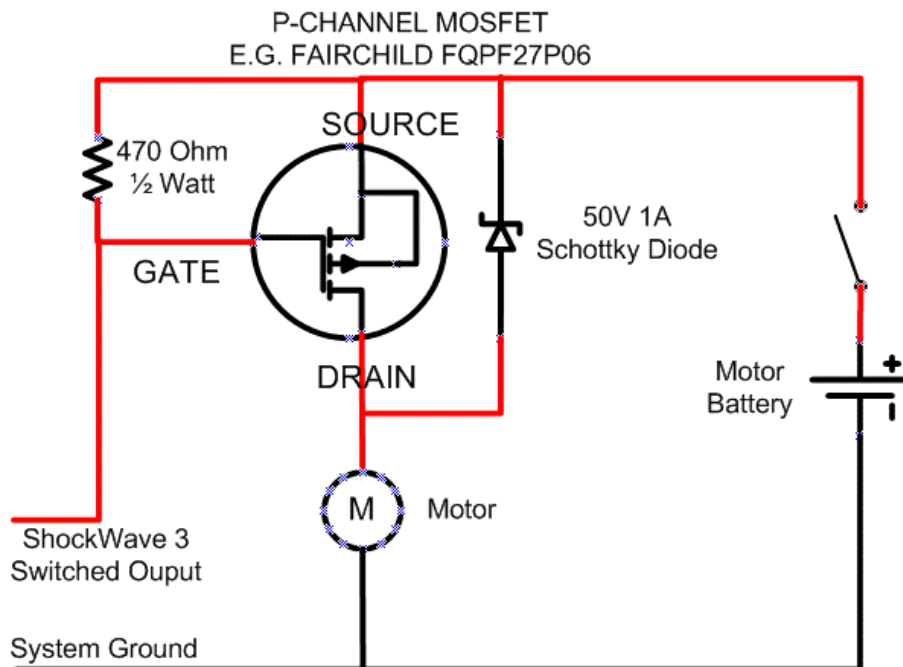 P-CHANNEL MOSFET
E.G. FAIRCHILD FQPF27P06
SOURCE
470 Ohm
½ Watt
50V 1A
Schottky Diode
GATE
DRAIN
Motor
Battery
+
-
M
Motor
ShockWave 3
Switched Ouput
System Ground